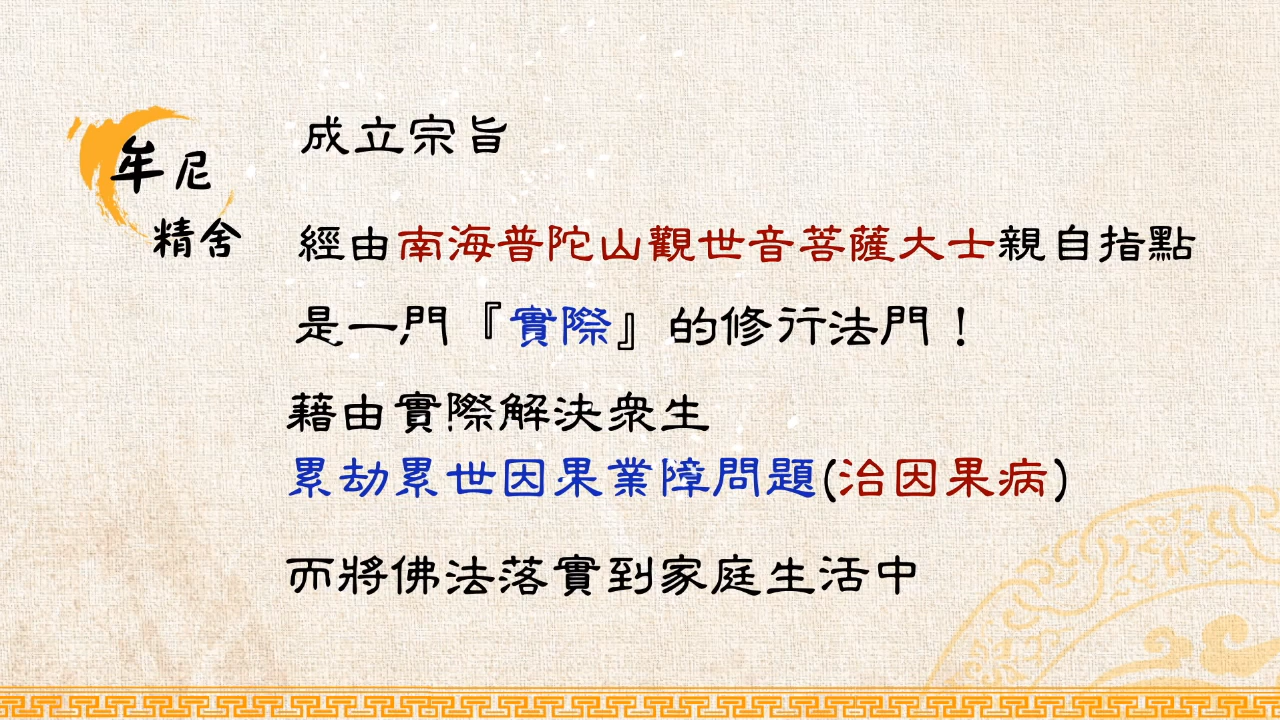 牟尼
精舍
成立宗旨
經由南海普陀山觀世音菩薩大士親自指點
是一門『實際』的修行法門！
藉由實際解決衆生
累劫累世因果業障問題(治因果病)
而將佛法落實到家庭生活中